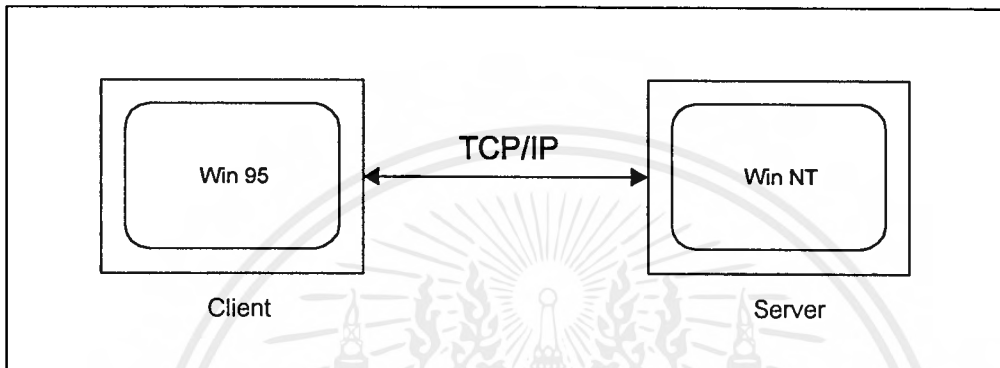 TCP/IP
Win 95
Win NT
Client
Server